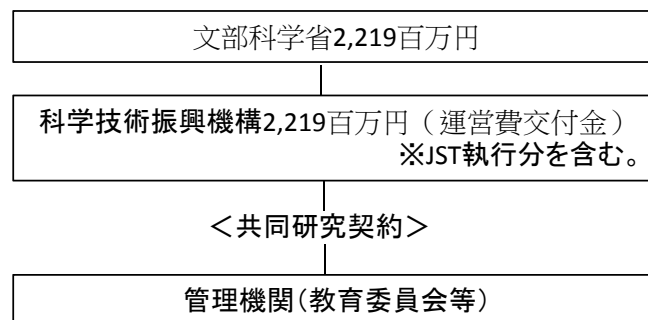 文部科学省2,219百万円
科学技術振興機構2,219百万円（運営費交付金）
※JST執行分を含む。
＜共同研究契約＞
管理機関（教育委員会等）